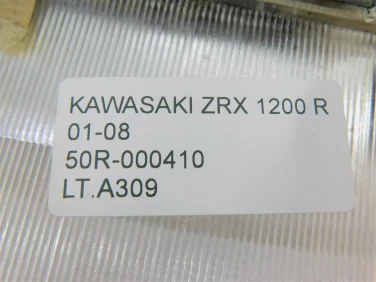 KAWASAKI ZRX 1200 R
01-08
50R-000410
LT.A309